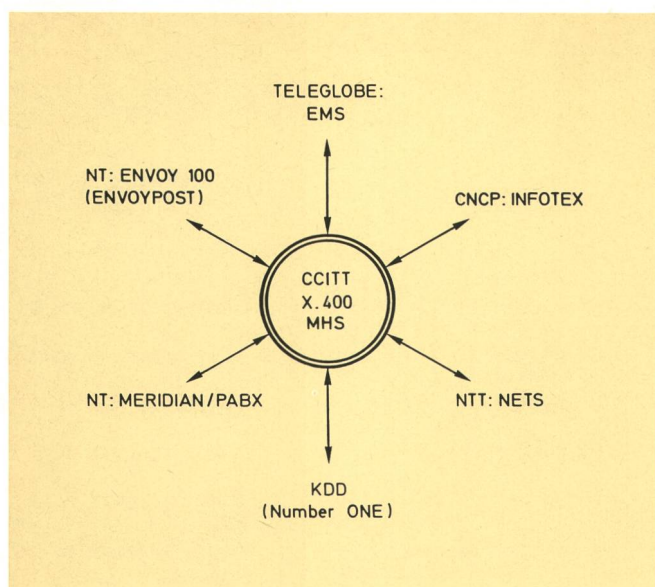 TELEGLOBE:
EMS
NT: ENVOY 100
(ENVOYPOST)
CNCP: INFOTEX
CCITT
X.400
MHS
NT: MERIDIAN/PABX
NTT: NETS
KDD
(Number ONE)